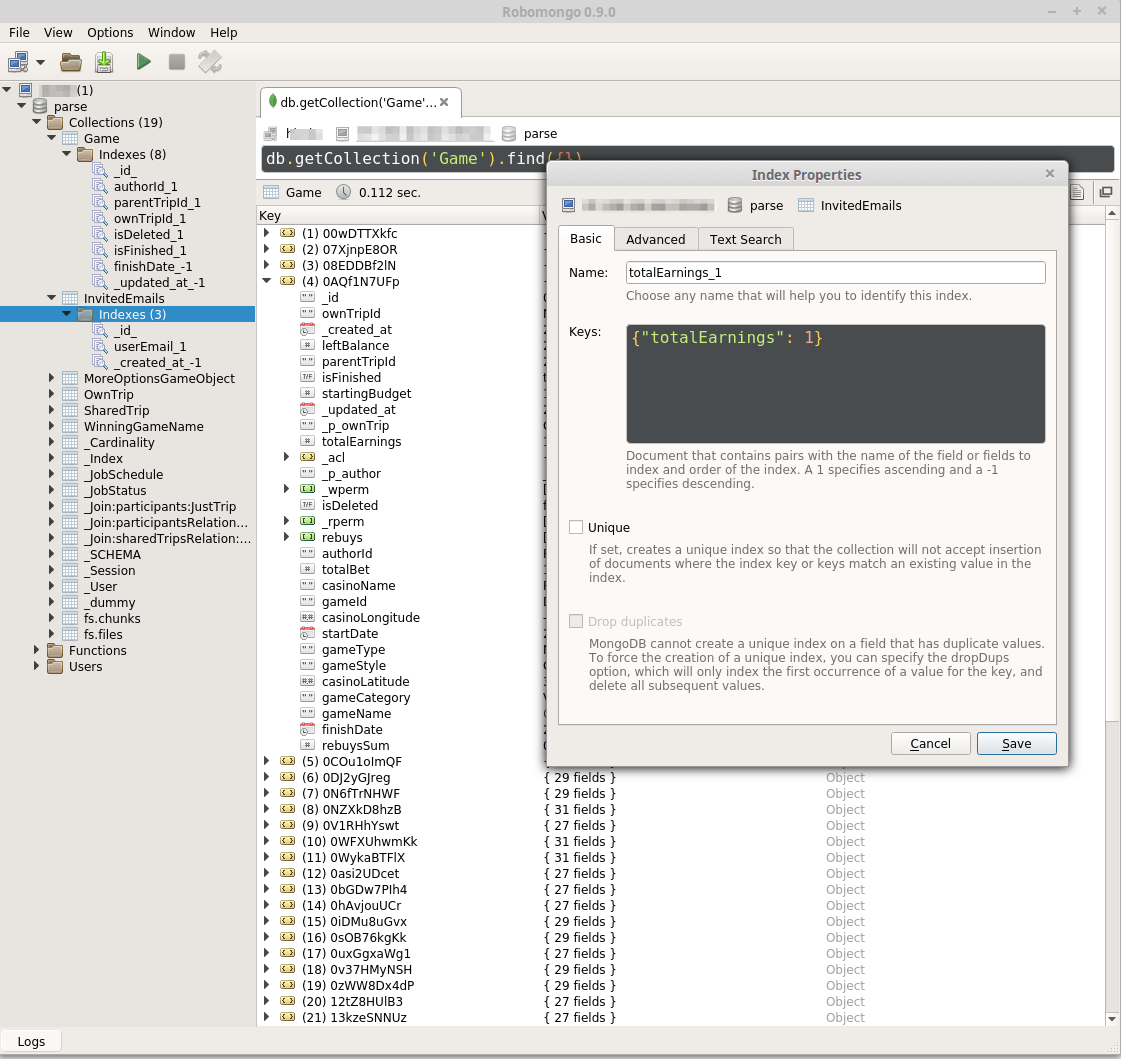 Robomongo 0.9.0
File View Options Window Help
(1)
parse
Collections (19)
Game
Indexes (8)
_id_
authorId_1
parentTripId_1
ownTripId_1
isDeleted_1
isFinished_1
finishDate_-1
_updated_at_-1
InvitedEmails
Indexes (3)
_id_
userEmail_1
_created_at_-1
MoreOptionsGameObject
OwnTrip
SharedTrip
WinningGameName
_Cardinality
_Index
_JobSchedule
_JobStatus
_Join:participants:JustTrip
_Join:participantsRelation...
_Join:sharedTripsRelation:...
_SCHEMA
_Session
_User
_dummy
fs.chunks
fs.files
Functions
Users
Logs
db.getCollection('Game'...
parse
db.getCollection('Game').find({})
Game 0.112 sec.
Key
(1) 00wDTTXkfc
(2) 07XjnpE8OR
(3) 08EDDBf2lN
(4) 0AQf1N7UFp
_id
ownTripId
_created_at
leftBalance
parentTripId
isFinished
startingBudget
_updated_at
_p_ownTrip
totalEarnings
_acl
_p_author
_wperm
isDeleted
_rperm
rebuys
authorId
totalBet
casinoName
gameId
casinoLongitude
startDate
gameType
gameStyle
casinoLatitude
gameCategory
gameName
finishDate
rebuysSum
(5) 0COu1oImQF
(6) 0DJ2yGJreg { 29 fields } Object
(7) 0N6fTrNHWF { 29 fields } Object
(8) 0NZXkD8hzB { 31 fields } Object
(9) 0V1RHhYswt { 27 fields } Object
(10) 0WFXUhwmKk { 31 fields } Object
(11) 0WykaBTFlX { 31 fields } Object
(12) 0asi2UDcet { 27 fields } Object
(13) 0bGDw7PIh4 { 27 fields } Object
(14) 0hAvjouUCr { 27 fields } Object
(15) 0iDMu8uGvx { 29 fields } Object
(16) 0sOB76kgKk { 29 fields } Object
(17) 0uxGgxaWg1 { 27 fields } Object
(18) 0v37HMyNSH { 29 fields } Object
(19) 0zWW8Dx4dP { 29 fields } Object
(20) 12tZ8HUlB3 { 27 fields } Object
(21) 13kzeSNNUz { 27 fields } Object
Index Properties
parse InvitedEmails
Basic Advanced Text Search
Name: totalEarnings_1
Choose any name that will help you to identify this index.
Keys: {"totalEarnings": 1}
Document that contains pairs with the name of the field or fields to
index and order of the index. A 1 specifies ascending and a -1
specifies descending.
Unique
If set, creates a unique index so that the collection will not accept insertion
of documents where the index key or keys match an existing value in the
index.
Drop duplicates
MongoDB cannot create a unique index on a field that has duplicate values.
To force the creation of a unique index, you can specify the dropDups
option, which will only index the first occurrence of a value for the key, and
delete all subsequent values.
Cancel Save